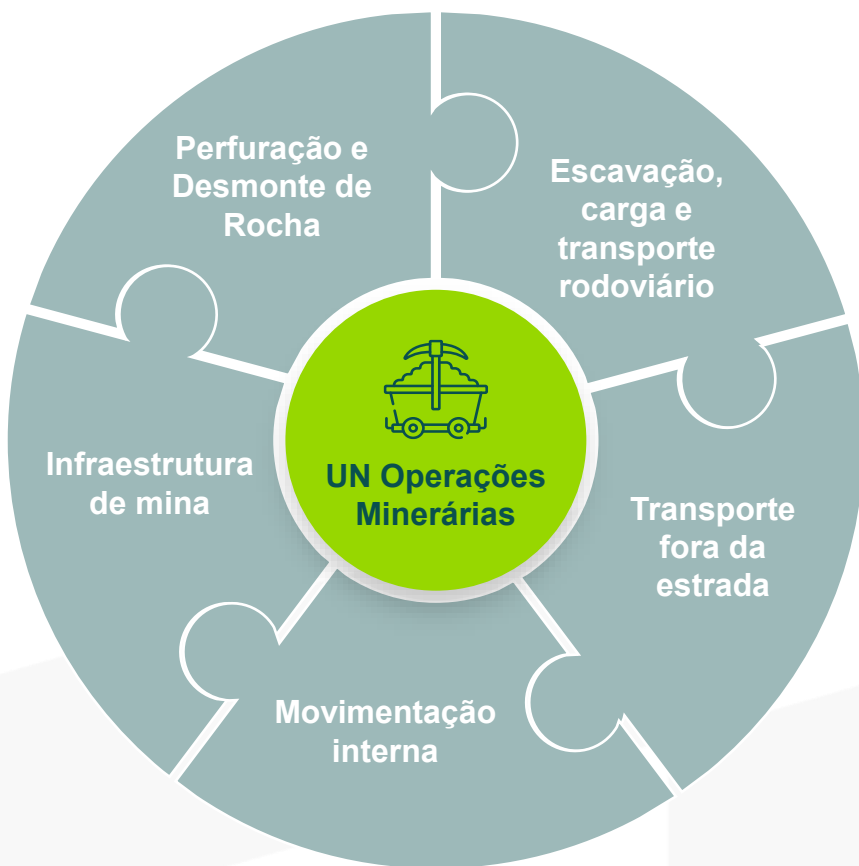 Perfuração e
Desmonte de
Rocha
Escavação,
carga e
transporte
rodoviário
UN Operações
Minerárias
Infraestrutura
de mina
Transporte
fora da
estrada
Movimentação
interna